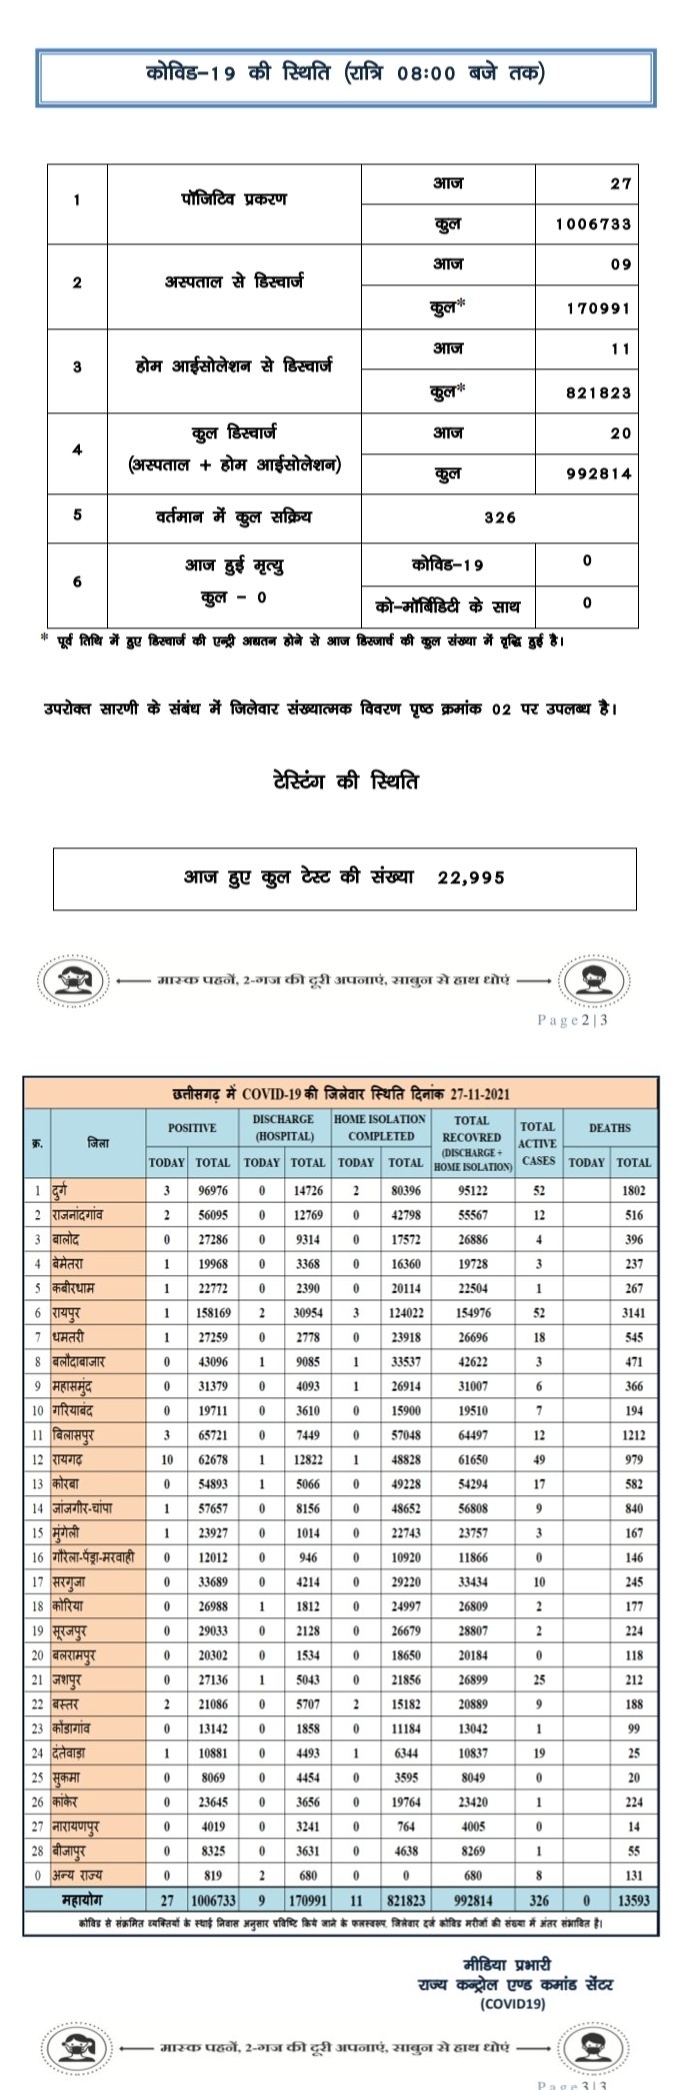 कोविड-19 की स्थिति (रात्रि 08:00 बजे तक)
1 पॉजिटिव प्रकरण आज 27
कुल 1006733
2 अस्पताल से डिस्चार्ज आज 09
कुल* 170991
3 होम आईसोलेशन से डिस्चार्ज आज 11
कुल* 821823
4 कुल डिस्चार्ज (अस्पताल + होम आईसोलेशन) आज 20
कुल 992814
5 वर्तमान में कुल सक्रिय 326
6 आज हुई मृत्यु कुल - 0 कोविड-19 0
को-मॉर्बिडिटी के साथ 0
* पूर्व तिथि में हुए डिस्चार्ज की एन्ट्री अद्यतन होने से आज डिस्जार्च की कुल संख्या में वृद्धि हुई है।
उपरोक्त सारणी के संबंध में जिलेवार संख्यात्मक विवरण पृष्ठ क्रमांक 02 पर उपलब्ध है।
टेस्टिंग की स्थिति
आज हुए कुल टेस्ट की संख्या 22,995
मास्क पहनें, 2-गज की दूरी अपनाएं, साबुन से हाथ धोएं
Page2|3
छत्तीसगढ़ में COVID-19 की जिलेवार स्थिति दिनांक 27-11-2021
क्र. जिला POSITIVE DISCHARGE (HOSPITAL) HOME ISOLATION COMPLETED TOTAL RECOVRED (DISCHARGE + HOME ISOLATION) TOTAL ACTIVE CASES DEATHS
TODAY TOTAL TODAY TOTAL TODAY TOTAL TODAY TOTAL
1 दुर्ग 3 96976 0 14726 2 80396 95122 52 1802
2 राजनांदगांव 2 56095 0 12769 0 42798 55567 12 516
3 बालोद 0 27286 0 9314 0 17572 26886 4 396
4 बेमेतरा 1 19968 0 3368 0 16360 19728 3 237
5 कबीरधाम 1 22772 0 2390 0 20114 22504 1 267
6 रायपुर 1 158169 2 30954 3 124022 154976 52 3141
7 धमतरी 1 27259 0 2778 0 23918 26696 18 545
8 बलौदाबाजार 0 43096 1 9085 1 33537 42622 3 471
9 महासमुंद 0 31379 0 4093 1 26914 31007 6 366
10 गरियाबंद 0 19711 0 3610 0 15900 19510 7 194
11 बिलासपुर 3 65721 0 7449 0 57048 64497 12 1212
12 रायगढ़ 10 62678 1 12822 1 48828 61650 49 979
13 कोरबा 0 54893 1 5066 0 49228 54294 17 582
14 जांजगीर-चांपा 1 57657 0 8156 0 48652 56808 9 840
15 मुंगेली 1 23927 0 1014 0 22743 23757 3 167
16 गौरेला-पेंड्रा-मरवाही 0 12012 0 946 0 10920 11866 0 146
17 सरगुजा 0 33689 0 4214 0 29220 33434 10 245
18 कोरिया 0 26988 1 1812 0 24997 26809 2 177
19 सूरजपुर 0 29033 0 2128 0 26679 28807 2 224
20 बलरामपुर 0 20302 0 1534 0 18650 20184 0 118
21 जशपुर 0 27136 1 5043 0 21856 26899 25 212
22 बस्तर 2 21086 0 5707 2 15182 20889 9 188
23 कोंडागांव 0 13142 0 1858 0 11184 13042 1 99
24 दंतेवाड़ा 1 10881 0 4493 1 6344 10837 19 25
25 सुकमा 0 8069 0 4454 0 3595 8049 0 20
26 कांकेर 0 23645 0 3656 0 19764 23420 1 224
27 नारायणपुर 0 4019 0 3241 0 764 4005 0 14
28 बीजापुर 0 8325 0 3631 0 4638 8269 1 55
0 अन्य राज्य 0 819 2 680 0 0 680 8 131
महायोग 27 1006733 9 170991 11 821823 992814 326 0 13593
कोविड से संक्रमित व्यक्तियों के स्थाई निवास अनुसार प्रविष्टि किये जाने के फलस्वरूप, जिलेवार दर्ज कोविड मरीजों की संख्या में अंतर संभावित है।
मीडिया प्रभारी
राज्य कन्ट्रोल एण्ड कमांड सेंटर
(COVID19)
मास्क पहनें, 2-गज की दूरी अपनाएं, साबुन से हाथ धोएं
Page3|3